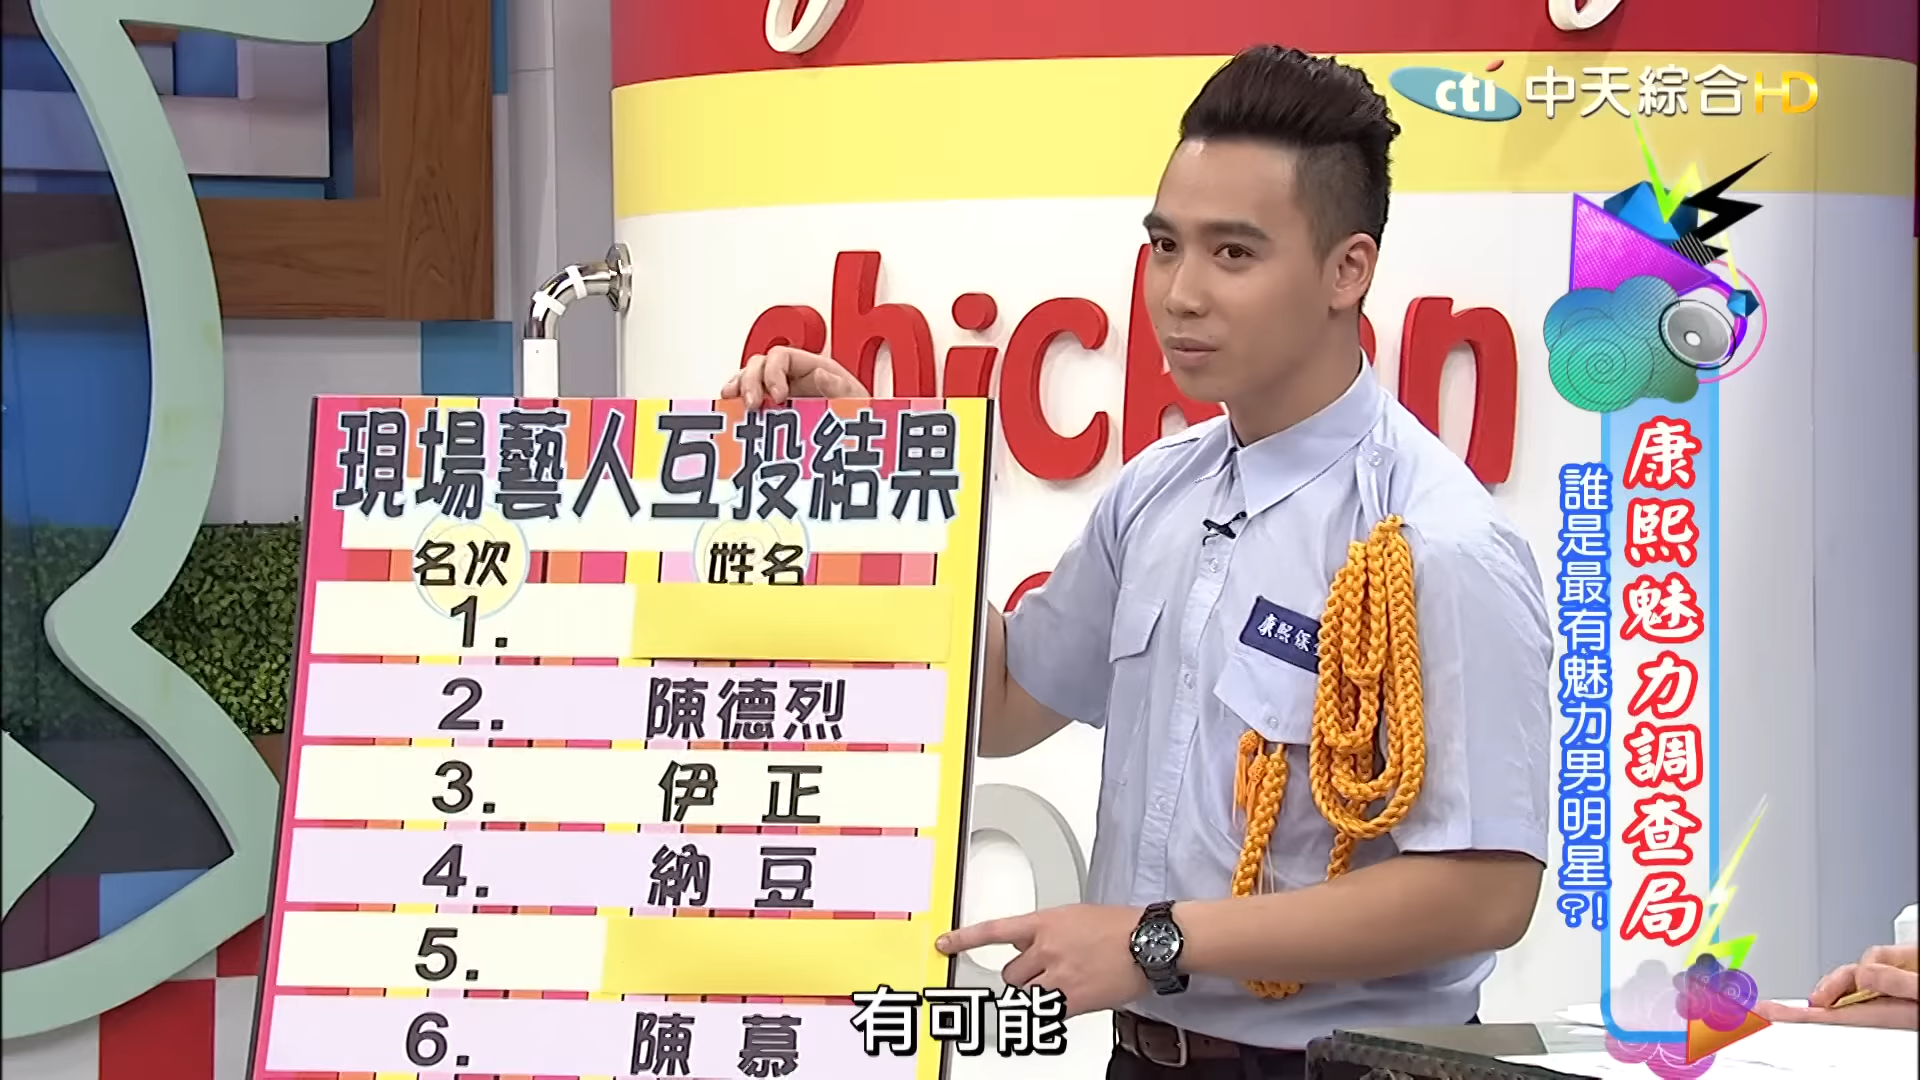 cti 中天綜合HD
chicken
現場藝人互投結果
名次 姓名
1.
2. 陳德烈
3. 伊正
4. 納豆
5.
6. 陳慕
康熙保
康熙魅力調查局
誰是最有魅力男明星?!
有可能